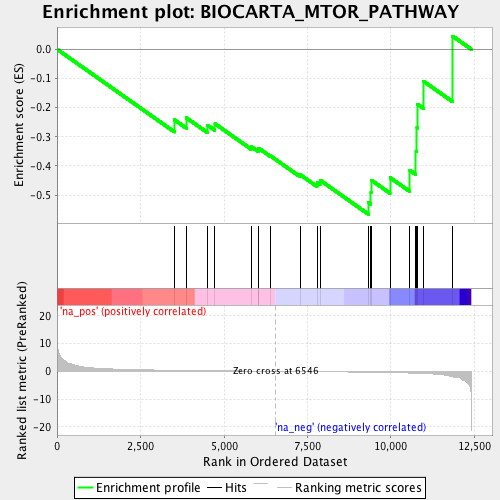 Enrichment plot: BIOCARTA_MTOR_PATHWAY
Enrichment score (ES)
0.0
-0.1
-0.2
-0.3
-0.4
-0.5
'na_pos' (positively correlated)
Ranked list metric (PreRanked)
20
10
0
-10
-20
Zero cross at 6546
'na_neg' (negatively correlated)
0
2,500
5,000
7,500
10,000
12,500
Rank in Ordered Dataset
Enrichment profile
Hits
Ranking metric scores